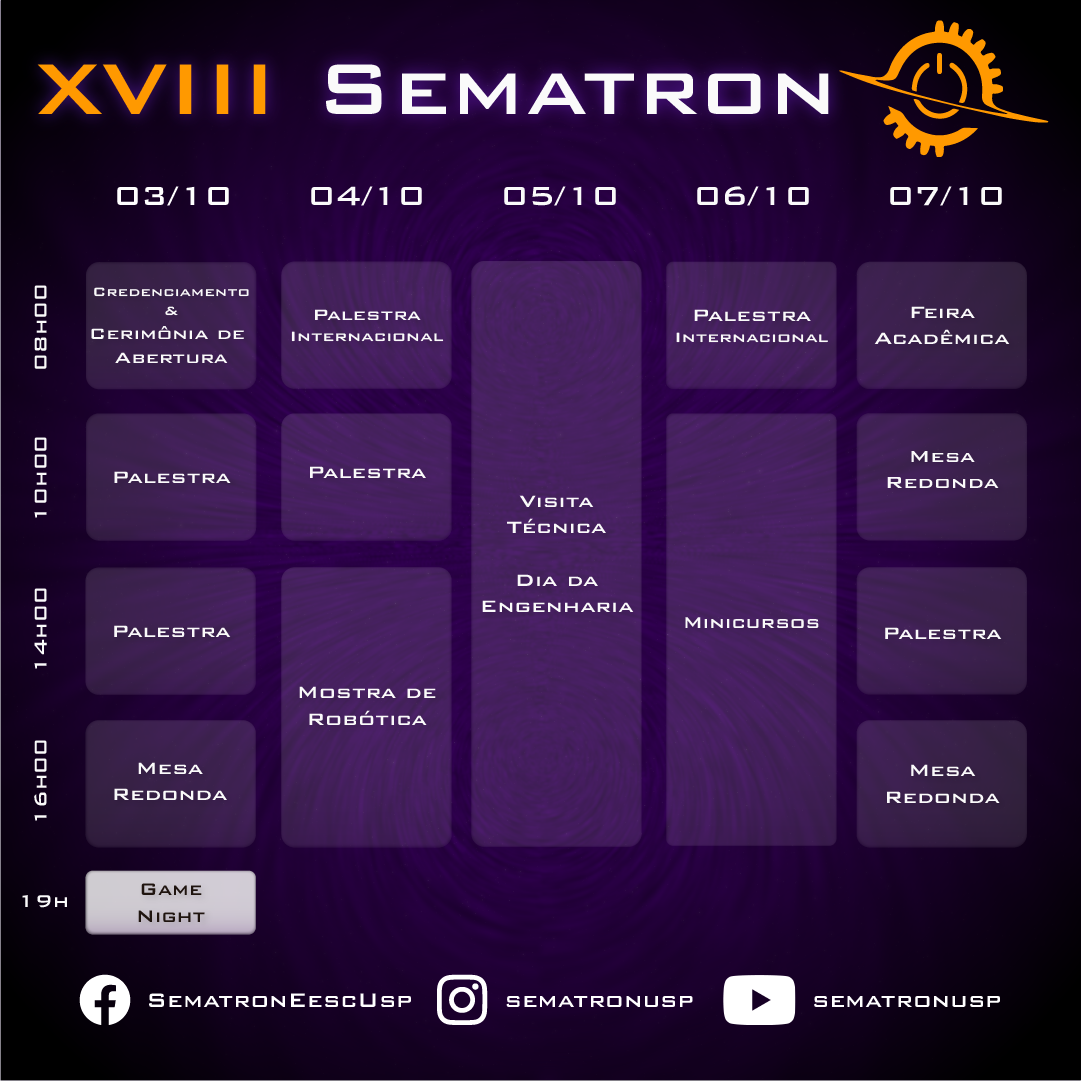 XVIII SEMATRON
03/10 04/10 05/10 06/10 07/10
08H00
CREDENCIAMENTO
&
CERIMÔNIA DE
ABERTURA
PALESTRA
INTERNACIONAL
PALESTRA
INTERNACIONAL
FEIRA
ACADÊMICA
10H00
PALESTRA
PALESTRA
VISITA
TÉCNICA
DIA DA
ENGENHARIA
MINICURSOS
MESA
REDONDA
14H00
PALESTRA
MOSTRA DE
ROBÓTICA
PALESTRA
16H00
MESA
REDONDA
MESA
REDONDA
19H
GAME
NIGHT
SEMATRONEESCUSP
SEMATRONUSP
SEMATRONUSP